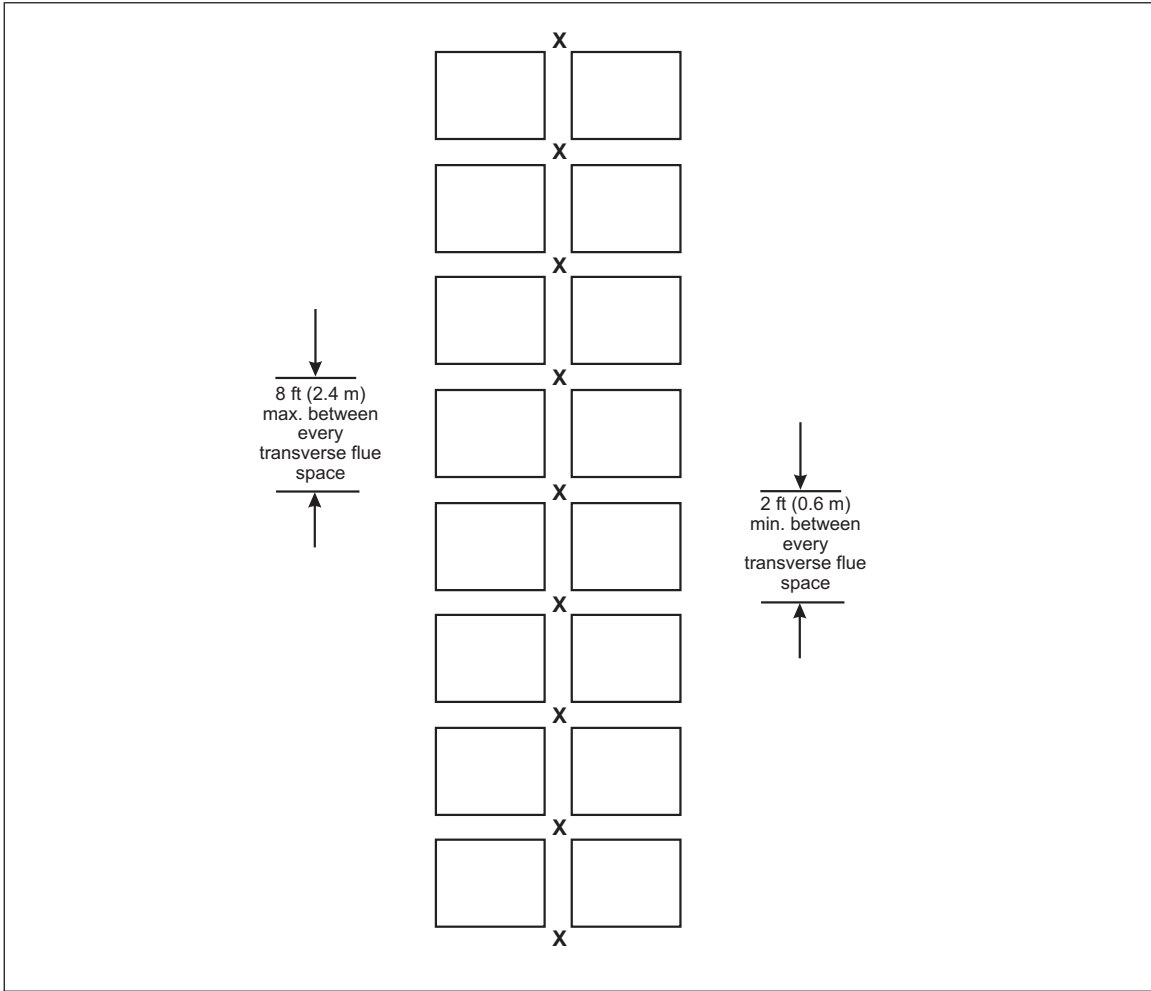 X
X
X
X
8 ft (2.4 m)
max. between
every
transverse flue
space
X
2 ft (0.6 m)
min. between
every
transverse flue
space
X
X
X
X